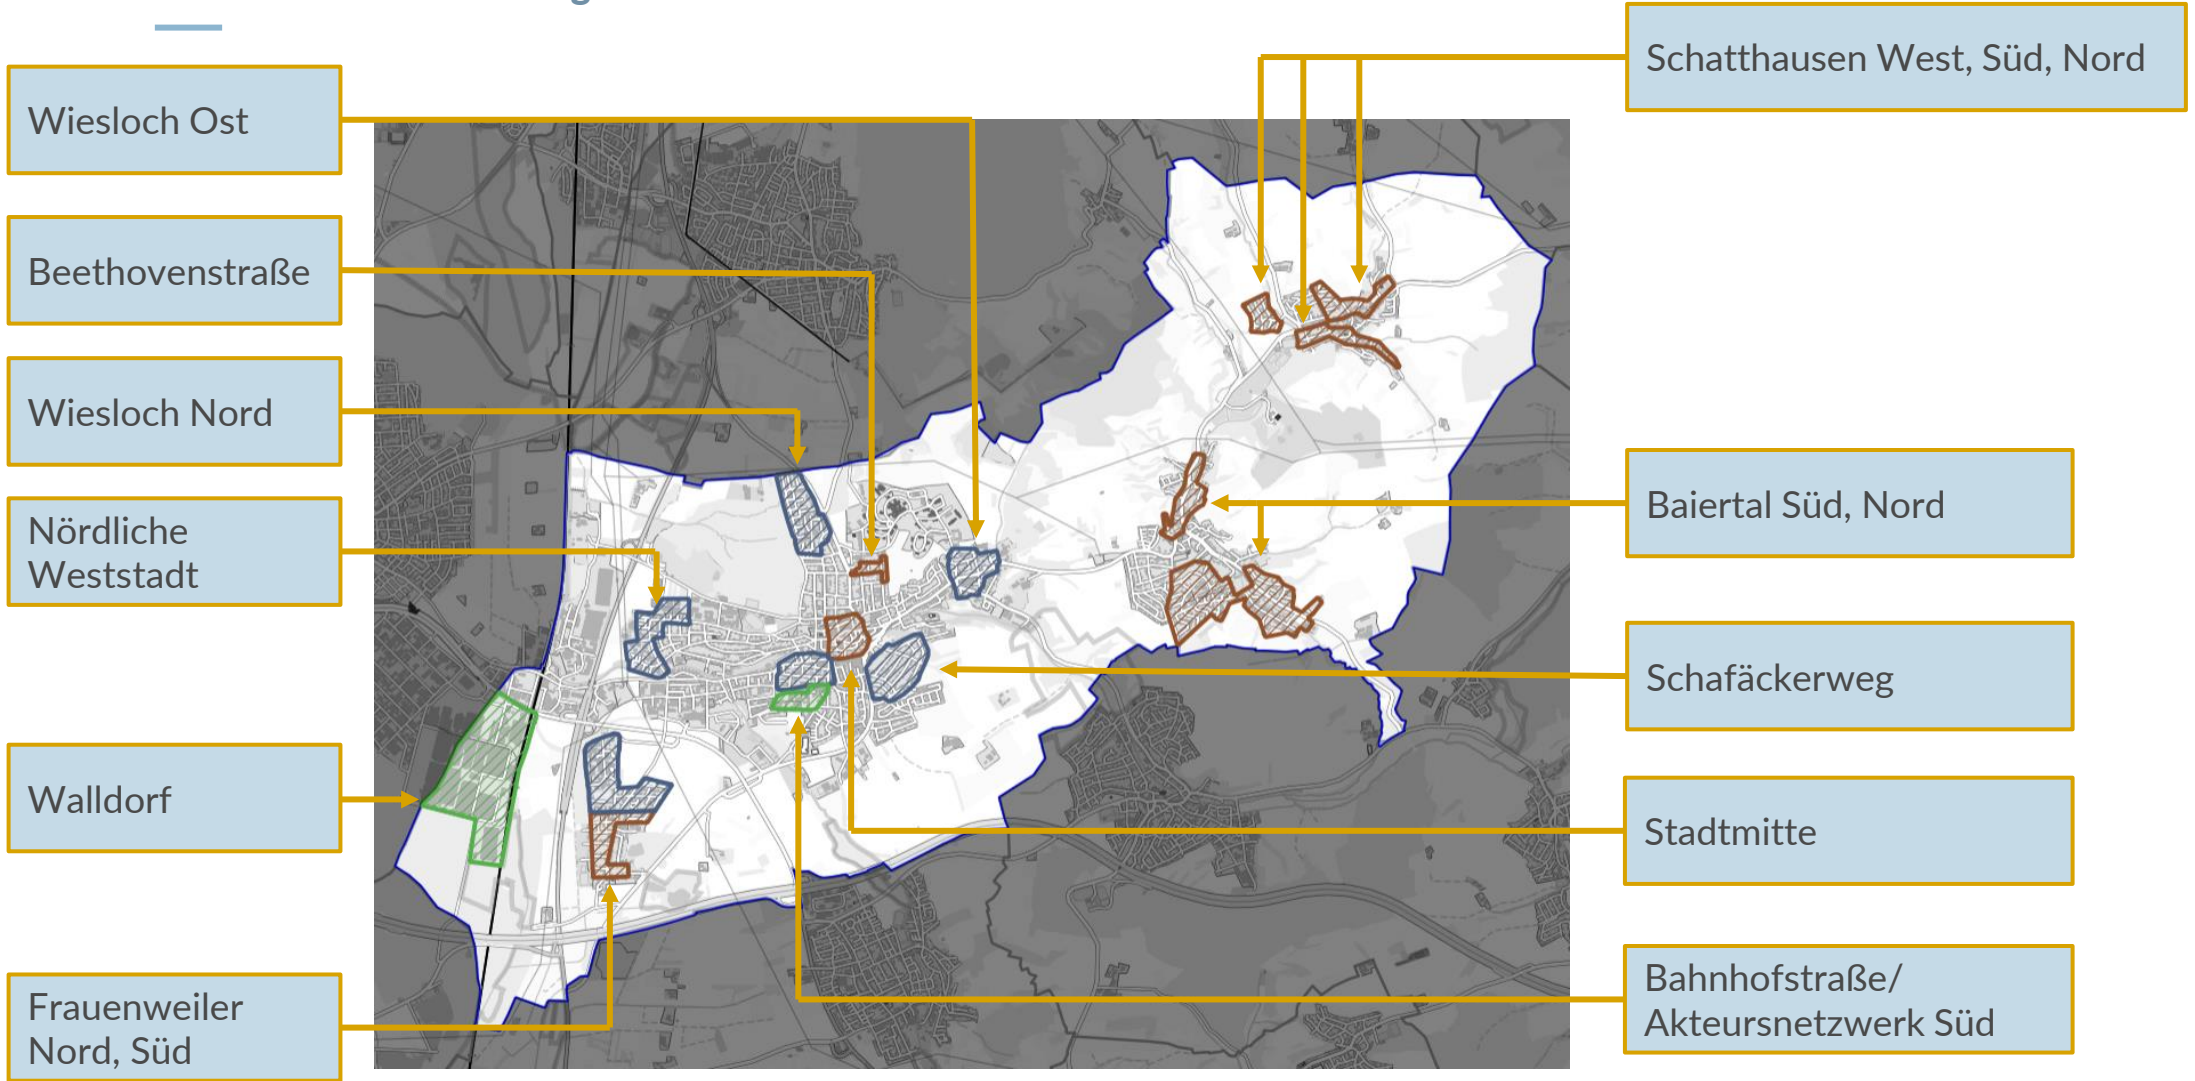 Wiesloch Ost
Beethovenstraße
Wiesloch Nord
Nördliche
Weststadt
Walldorf
Frauenweiler
Nord, Süd
Schatthausen West, Süd, Nord
Baiertal Süd, Nord
Schafäckerweg
Stadtmitte
Bahnhofstraße/
Akteursnetzwerk Süd